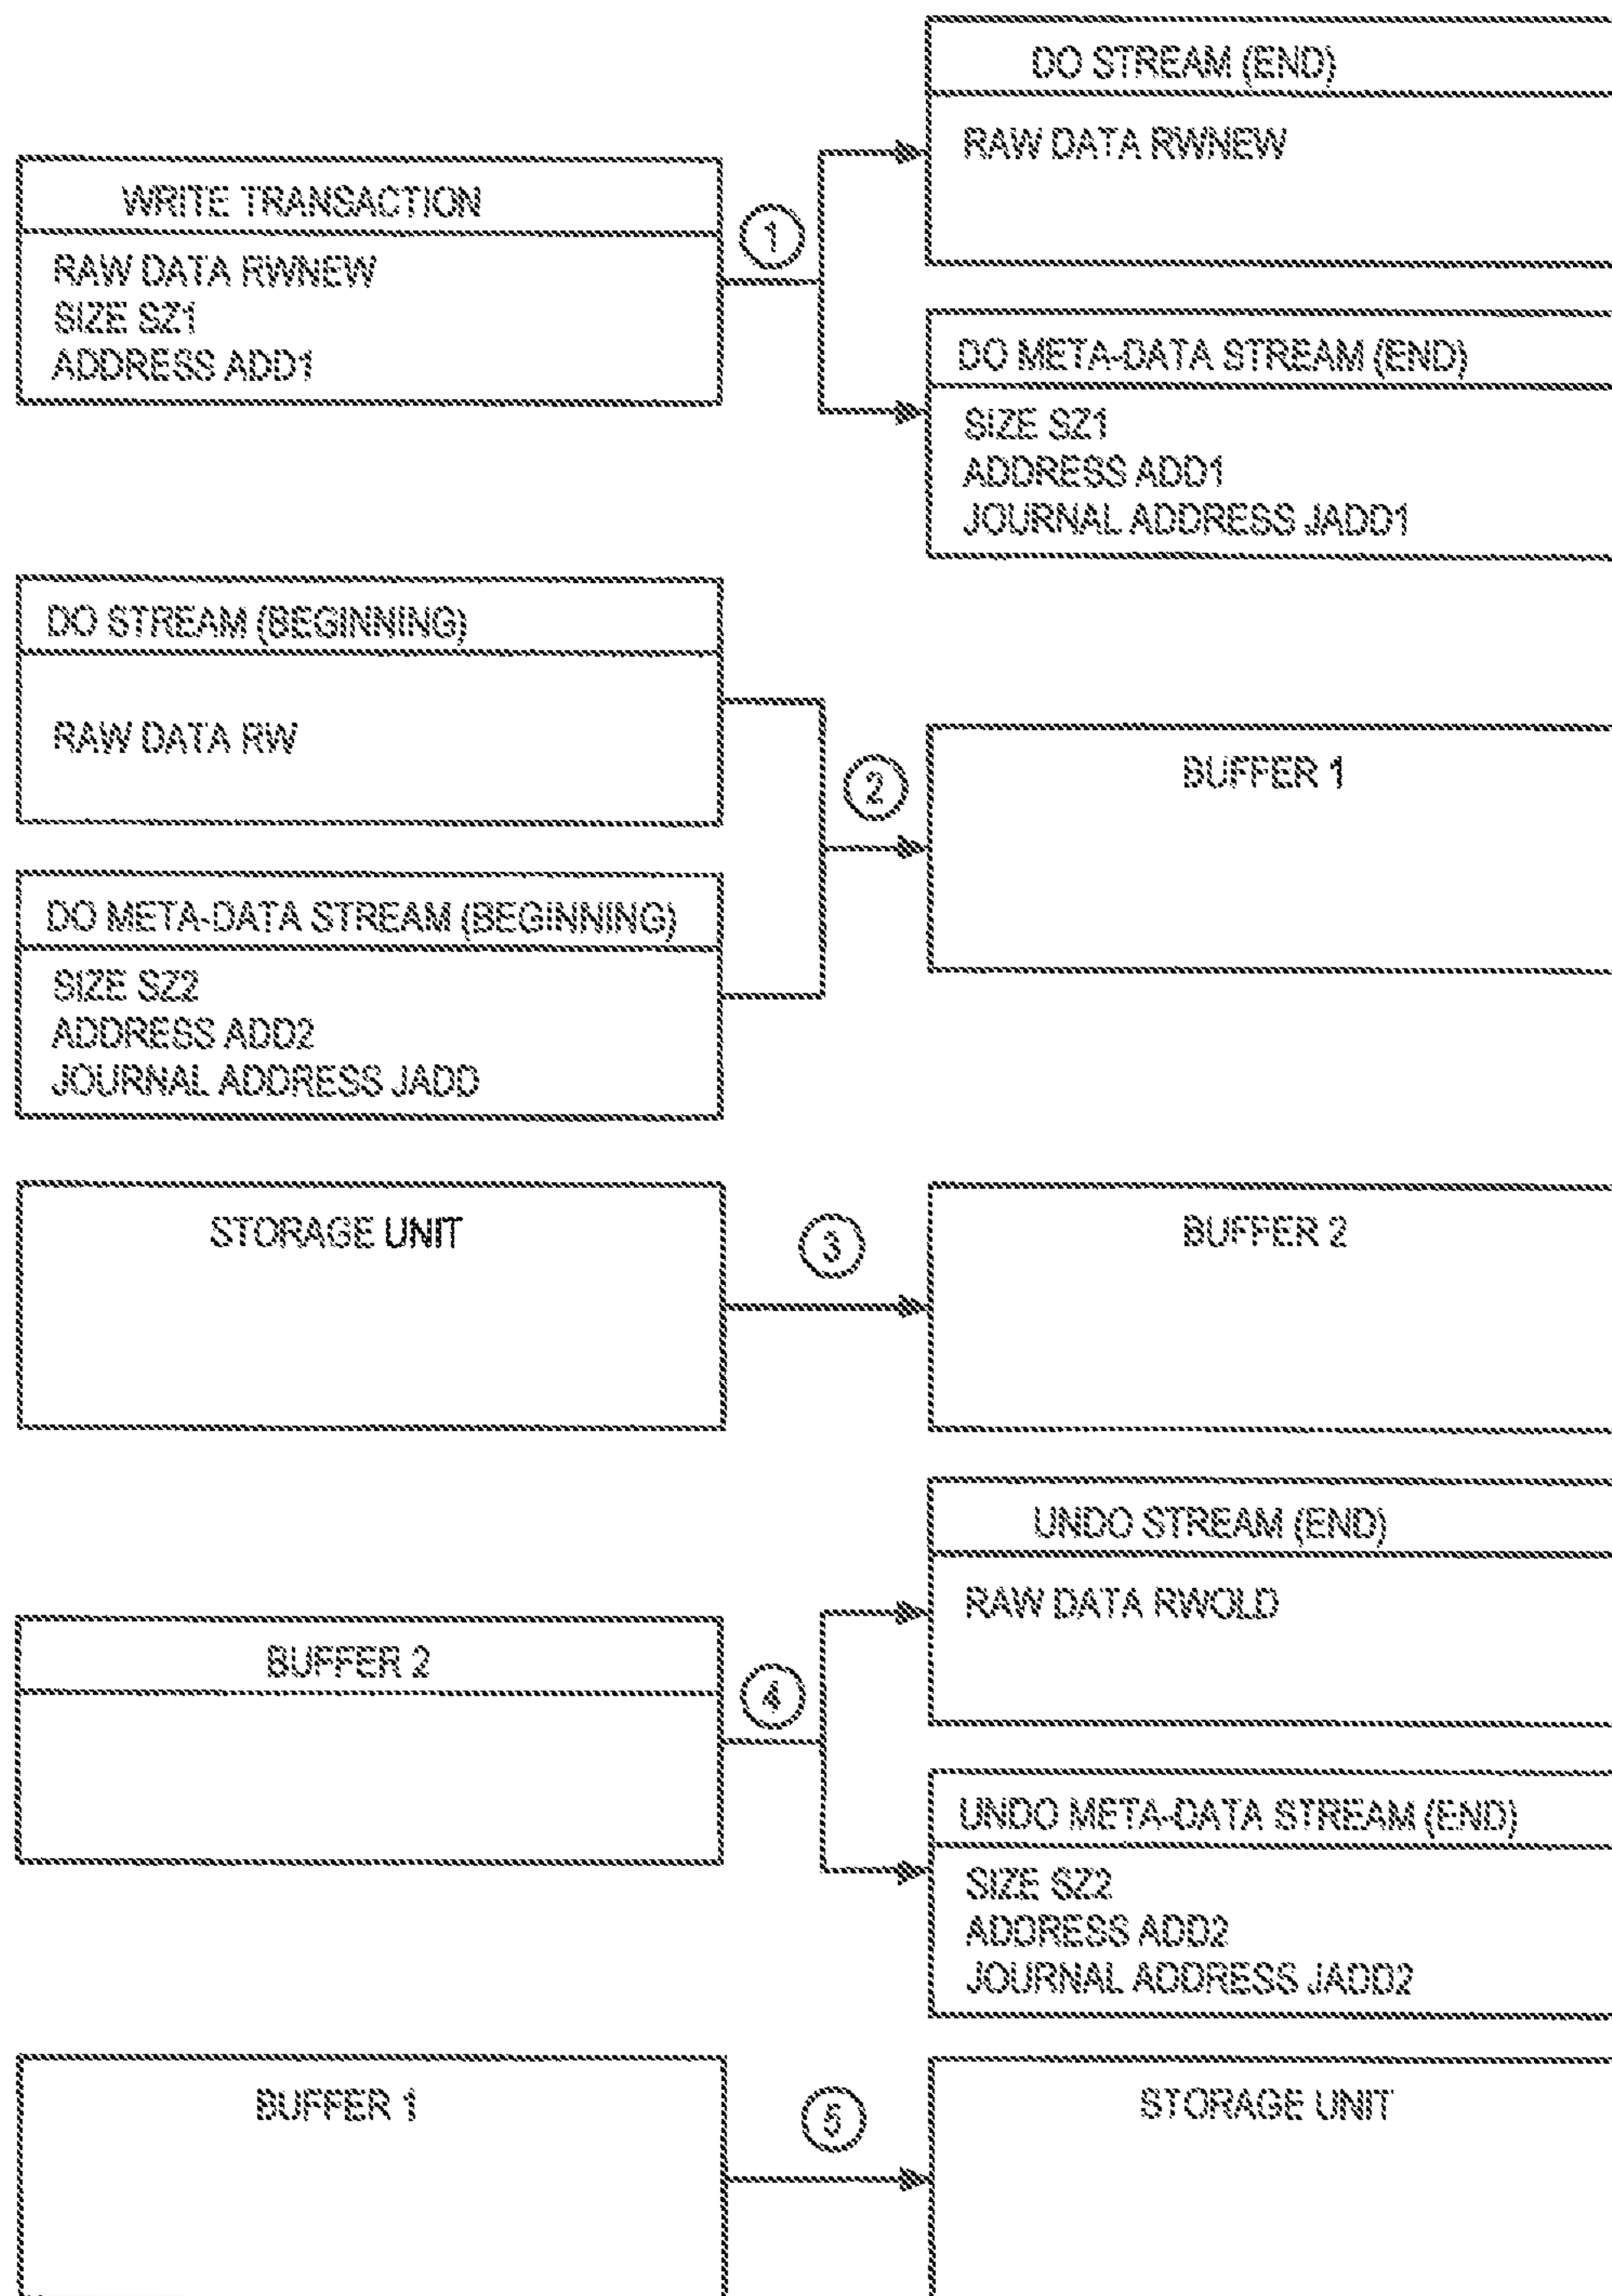 DO STREAM (END)
RAW DATA RWNEW
WRITE TRANSACTION
RAW DATA RWNEW
SIZE SZ1
ADDRESS ADD1
1
DO META-DATA STREAM (END)
SIZE SZ1
ADDRESS ADD1
JOURNAL ADDRESS JADD1
DO STREAM (BEGINNING)
RAW DATA RW
2
BUFFER 1
DO META-DATA STREAM (BEGINNING)
SIZE SZ2
ADDRESS ADD2
JOURNAL ADDRESS JADD
STORAGE UNIT
3
BUFFER 2
UNDO STREAM (END)
RAW DATA RWOLD
BUFFER 2
4
UNDO META-DATA STREAM (END)
SIZE SZ2
ADDRESS ADD2
JOURNAL ADDRESS JADD2
BUFFER 1
5
STORAGE UNIT